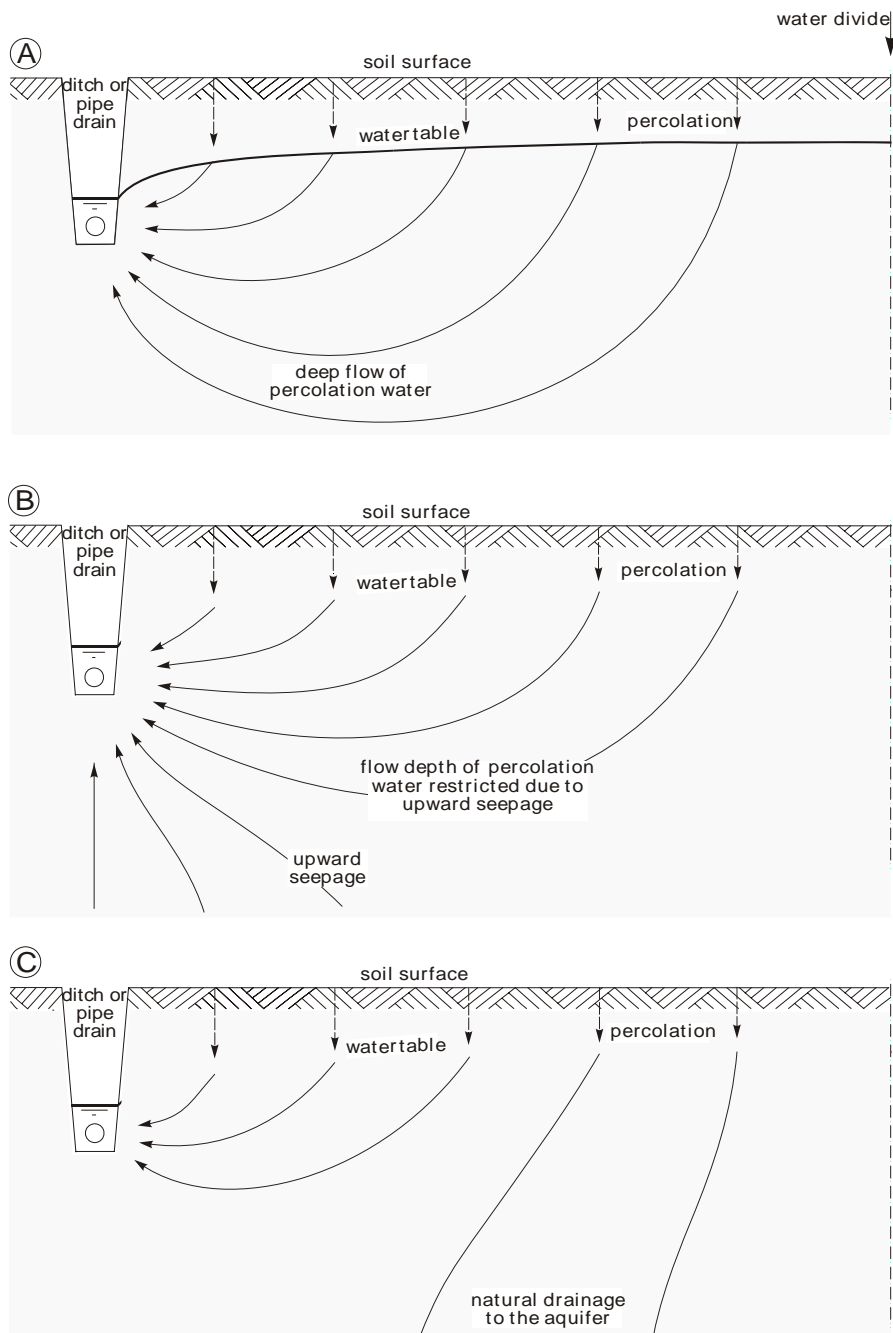 water divide
A
soil surface
ditch or
pipe
drain
watertable
percolation
deep flow of
percolation water
B
soil surface
ditch or
pipe
drain
watertable
percolation
flow depth of percolation
water restricted due to
upward seepage
upward
seepage
C
soil surface
ditch or
pipe
drain
watertable
percolation
natural drainage
to the aquifer